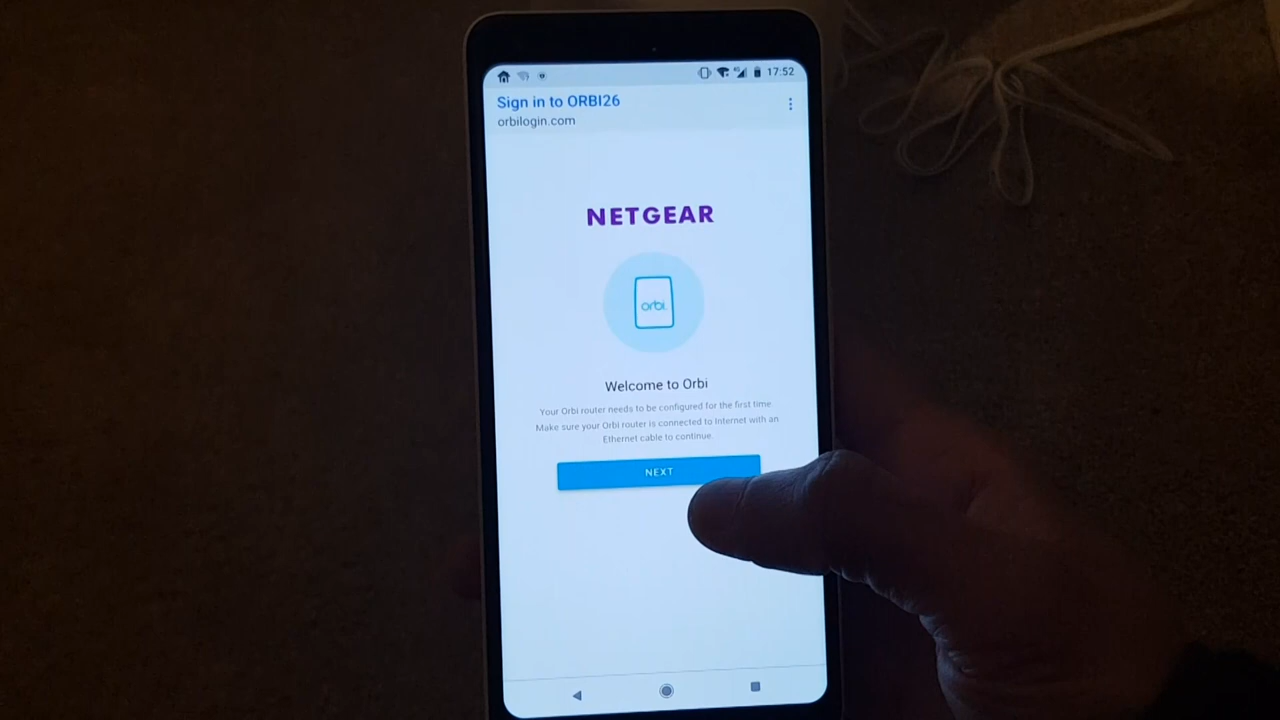 17:52
Sign in to ORBI26
orbilogin.com
NETGEAR
orbi
Welcome to Orbi
Your Orbi router needs to be configured for the first time.
Make sure your Orbi router is connected to Internet with an
Ethernet cable to continue.
NEXT